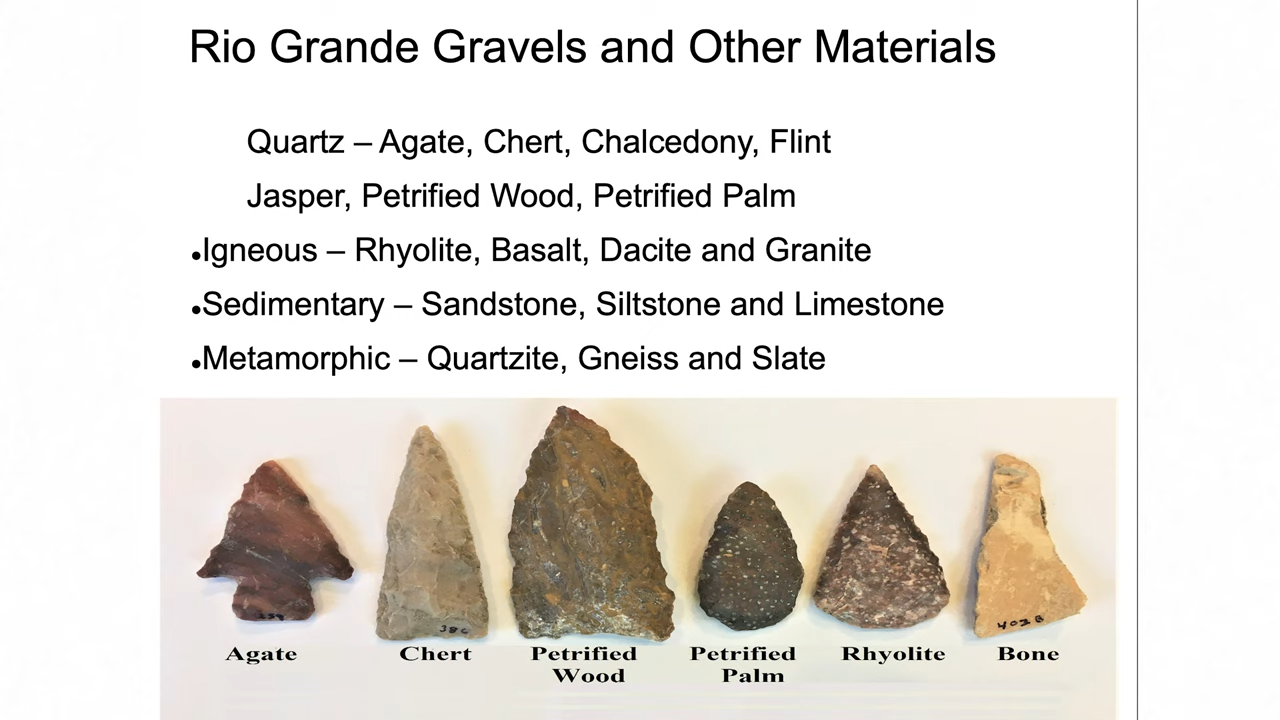 Rio Grande Gravels and Other Materials
Quartz – Agate, Chert, Chalcedony, Flint
Jasper, Petrified Wood, Petrified Palm
•Igneous – Rhyolite, Basalt, Dacite and Granite
•Sedimentary – Sandstone, Siltstone and Limestone
•Metamorphic – Quartzite, Gneiss and Slate
Agate
Chert
Petrified
Wood
Petrified
Palm
Rhyolite
Bone